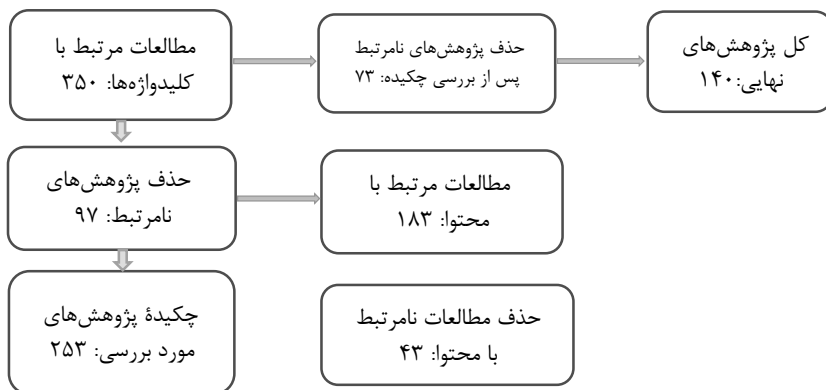 مطالعات مرتبط با
کلیدواژه‌ها: ۳۵۰
حذف پژوهش‌های نامرتبط
پس از بررسی چکیده: ۷۳
کل پژوهش‌های
نهایی:۱۴۰
حذف پژوهش‌های
نامرتبط: ۹۷
مطالعات مرتبط با
محتوا: ۱۸۳
چکیدۀ پژوهش‌های
مورد بررسی: ۲۵۳
حذف مطالعات نامرتبط
با محتوا: ۴۳